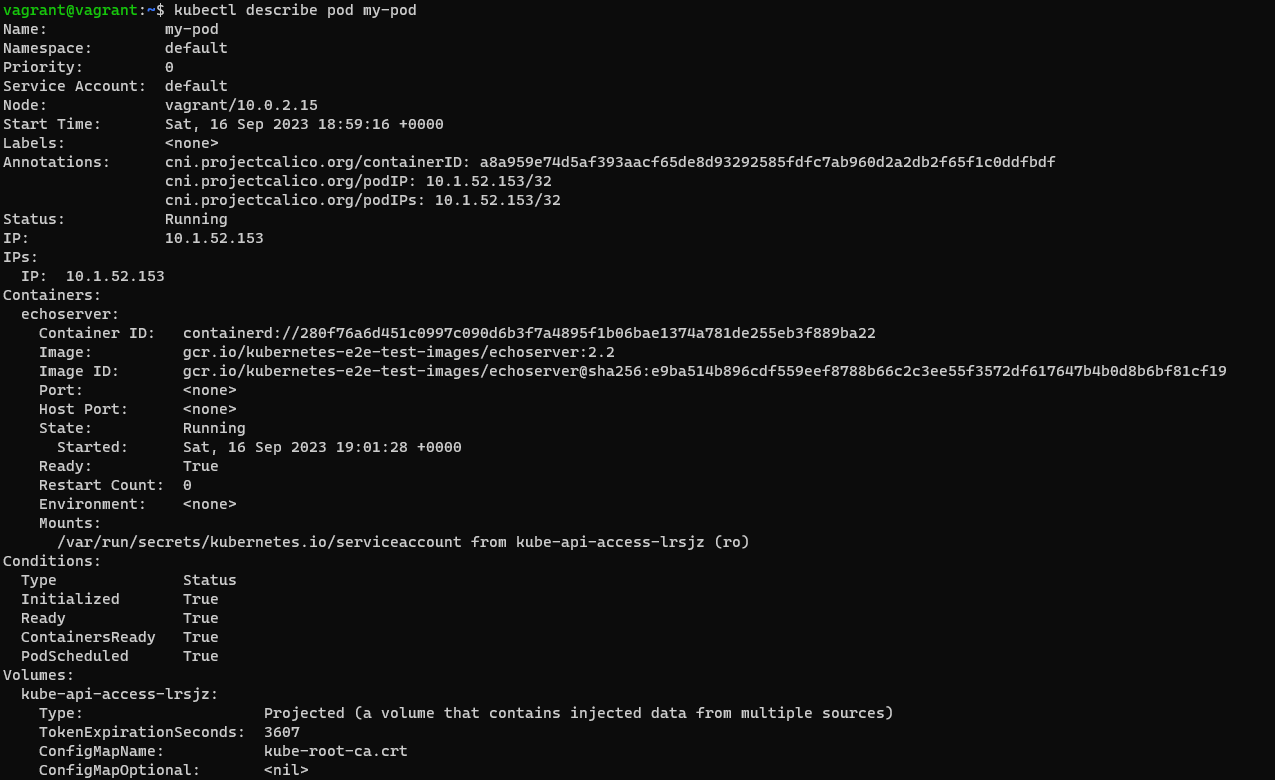 vagrant@vagrant:~$ kubectl describe pod my-pod
Name:             my-pod
Namespace:        default
Priority:         0
Service Account:  default
Node:             vagrant/10.0.2.15
Start Time:       Sat, 16 Sep 2023 18:59:16 +0000
Labels:           <none>
Annotations:      cni.projectcalico.org/containerID: a8a959e74d5af393aacf65de8d93292585fdfc7ab960d2a2db2f65f1c0ddfbdf
                  cni.projectcalico.org/podIP: 10.1.52.153/32
                  cni.projectcalico.org/podIPs: 10.1.52.153/32
Status:           Running
IP:               10.1.52.153
IPs:
  IP:  10.1.52.153
Containers:
  echoserver:
    Container ID:   containerd://280f76a6d451c0997c090d6b3f7a4895f1b06bae1374a781de255eb3f889ba22
    Image:          gcr.io/kubernetes-e2e-test-images/echoserver:2.2
    Image ID:       gcr.io/kubernetes-e2e-test-images/echoserver@sha256:e9ba514b896cdf559eef8788b66c2c3ee55f3572df617647b4b0d8b6bf81cf19
    Port:           <none>
    Host Port:      <none>
    State:          Running
      Started:      Sat, 16 Sep 2023 19:01:28 +0000
    Ready:          True
    Restart Count:  0
    Environment:    <none>
    Mounts:
      /var/run/secrets/kubernetes.io/serviceaccount from kube-api-access-lrsjz (ro)
Conditions:
  Type              Status
  Initialized       True
  Ready             True
  ContainersReady   True
  PodScheduled      True
Volumes:
  kube-api-access-lrsjz:
    Type:                    Projected (a volume that contains injected data from multiple sources)
    TokenExpirationSeconds:  3607
    ConfigMapName:           kube-root-ca.crt
    ConfigMapOptional:       <nil>